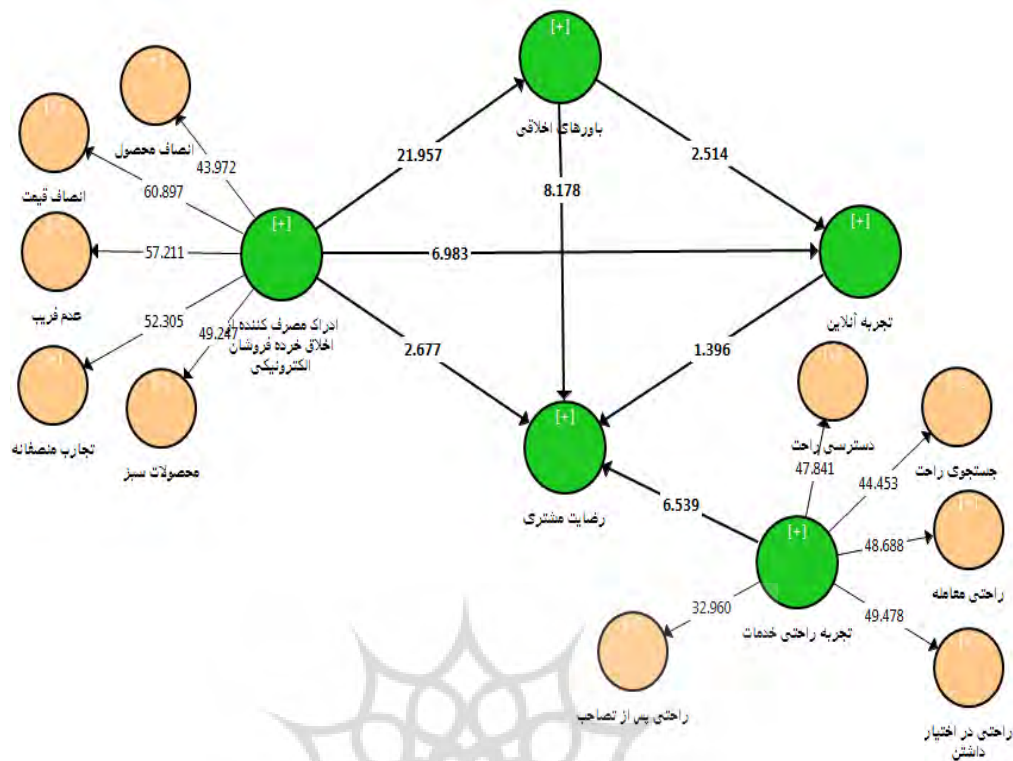 [+]
باورهای اخلاقی
انصاف محصول
انصاف قیمت
43.972
60.897
21.957
2.514
8.178
[+]
[+]
57.211
عدم فریب
6.983
52.305
49.247
ادراک مصرف کننده از
اخلاق خرده فروشان
الکترونیکی
تجربه آنلاین
2.677
1.396
تجارب منصفانه
محصولات سبز
[+]
رضایت مشتری
دسترسی راحت
47.841
جستجوی راحت
44.453
6.539
[+]
48.688
راحتی معامله
32.960
تجربه راحتی خدمات
49.478
راحتی پس از تصاحب
راحتی در اختیار
داشتن